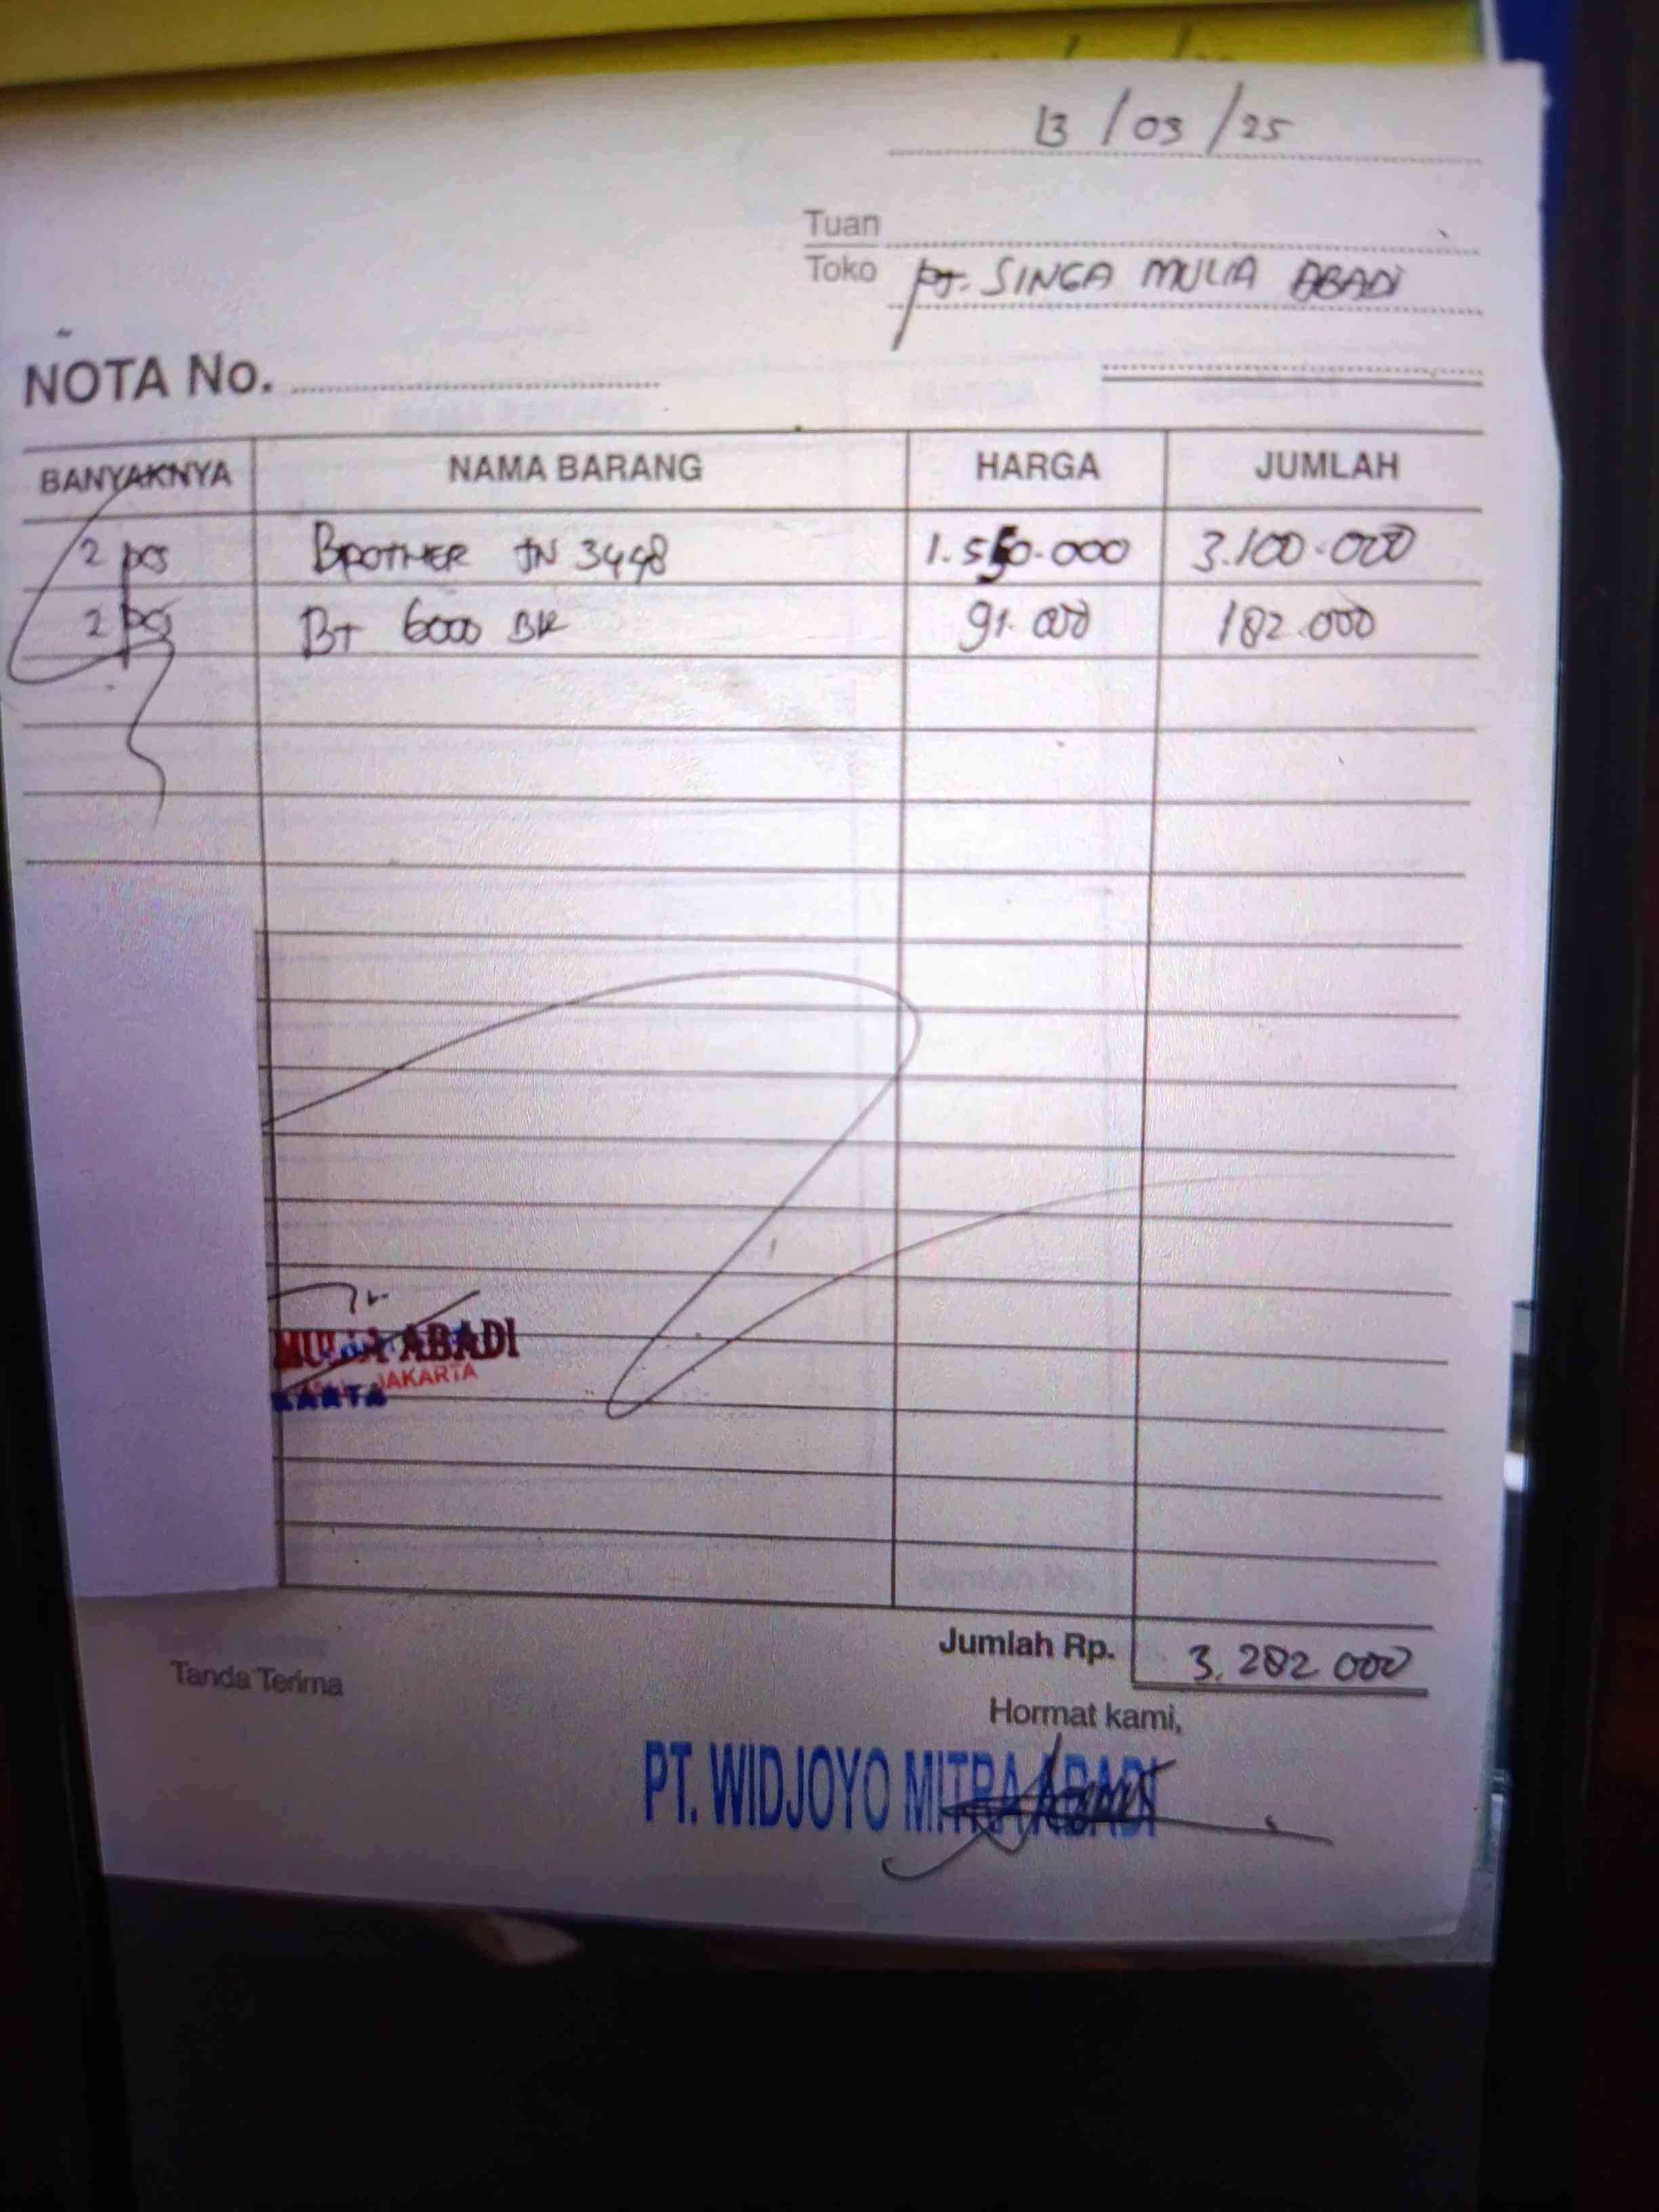 13 / 03 / 25
Tuan
Toko PT. SINGA MULIA ABADI
NOTA No.
BANYAKNYA NAMA BARANG HARGA JUMLAH
2 pcs BROTHER TN 3448 1.550.000 3.100.000
2 pcs BT 6000 BK 91.000 182.000
MULIA ABADI
JAKARTA
KARTA
Jumlah Rp. 3.282 000
Tanda Terima
Hormat kami,
PT. WIDJOYO MITRA ABADI